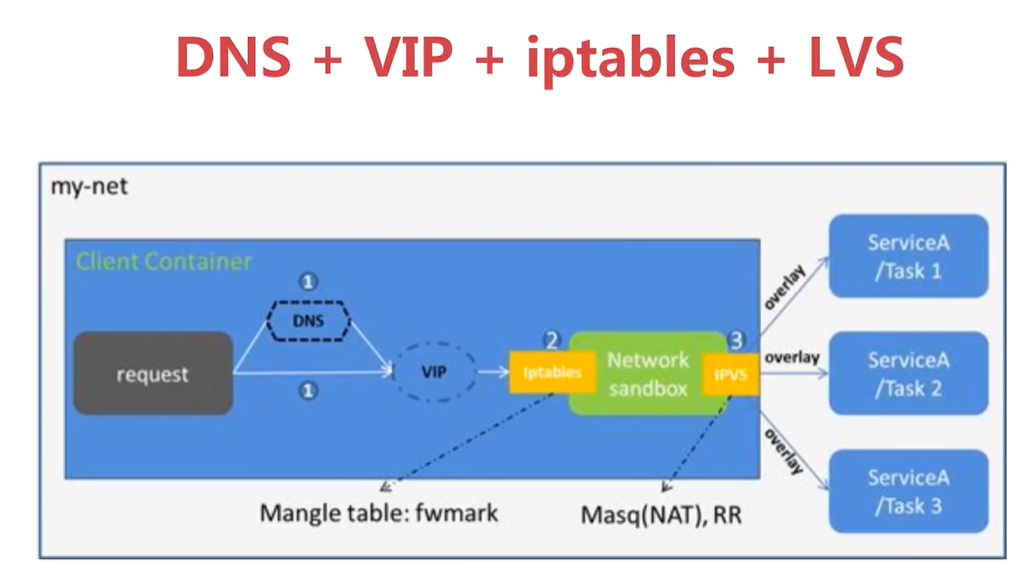 DNS + VIP + iptables + LVS
my-net
Client Container
1
DNS
request
1
VIP
2
Iptables
Network
sandbox
3
IPVS
overlay
overlay
overlay
ServiceA
/Task 1
ServiceA
/Task 2
ServiceA
/Task 3
Mangle table: fwmark
Masq(NAT), RR